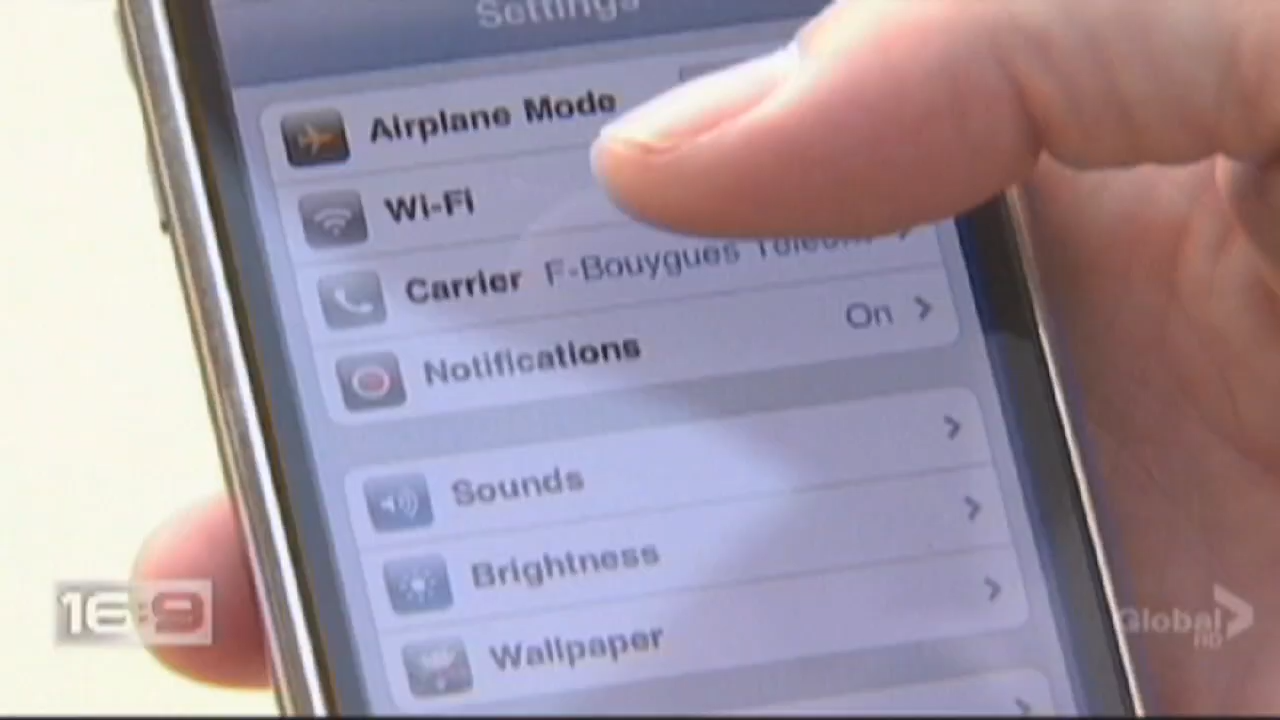 Settings
Airplane Mode
Wi-Fi
Carrier F-Bouygues Telecom
Notifications On
Sounds
Brightness
Wallpaper
16:9
Global
HD